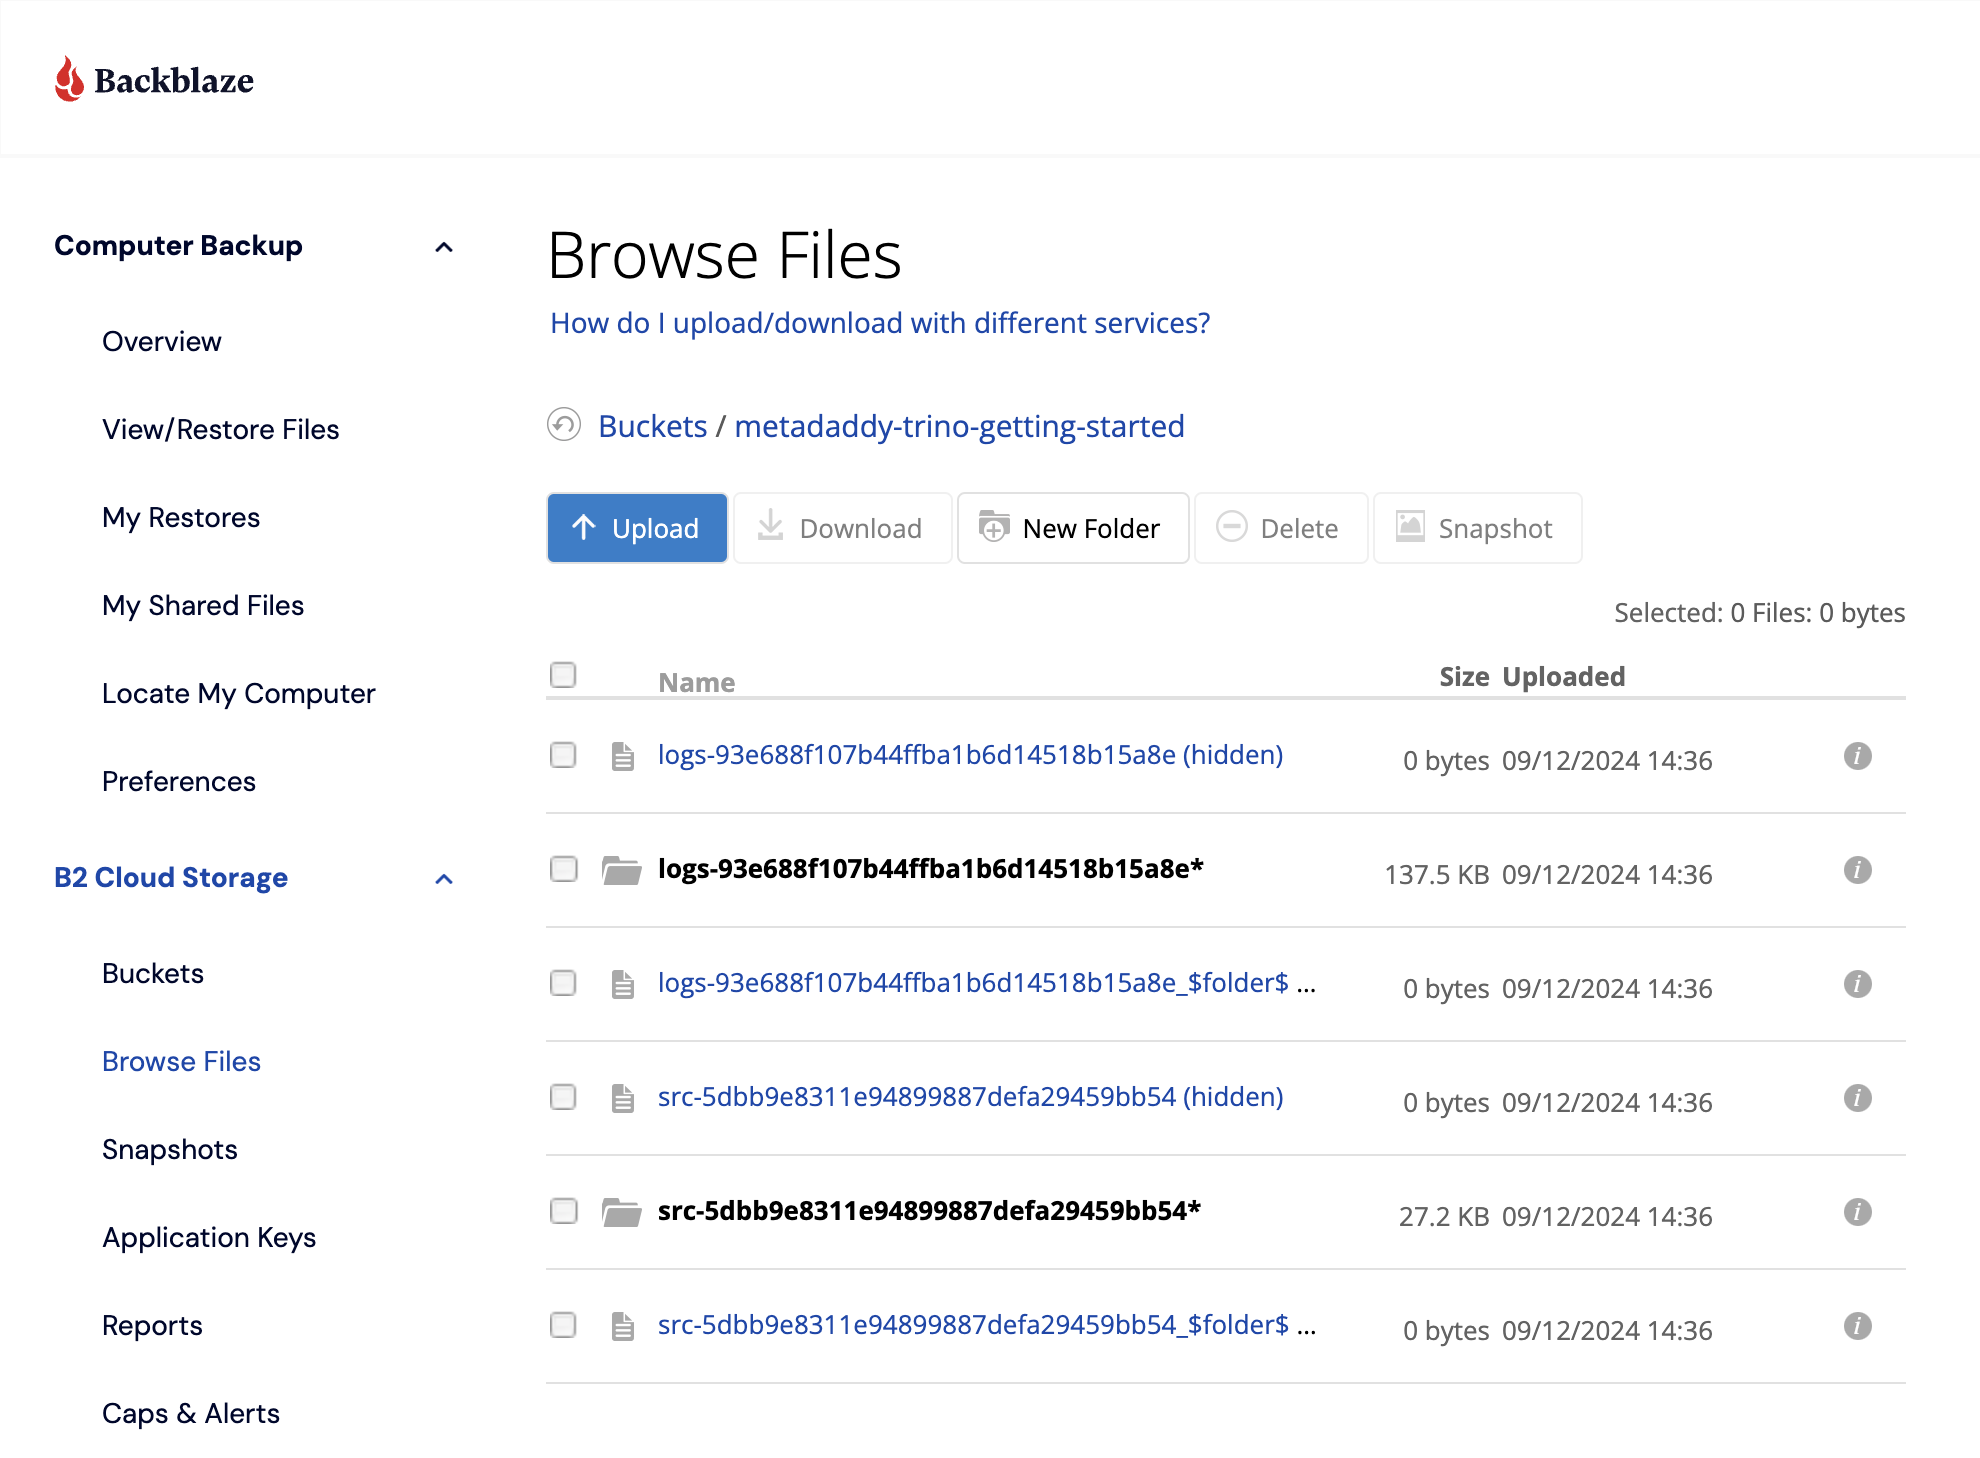 Backblaze
Computer Backup
Overview
View/Restore Files
My Restores
My Shared Files
Locate My Computer
Preferences
B2 Cloud Storage
Buckets
Browse Files
Snapshots
Application Keys
Reports
Caps & Alerts
Browse Files
How do I upload/download with different services?
Buckets / metadaddy-trino-getting-started
Upload Download New Folder Delete Snapshot
Selected: 0 Files: 0 bytes
Name Size Uploaded
logs-93e688f107b44ffba1b6d14518b15a8e (hidden) 0 bytes 09/12/2024 14:36
logs-93e688f107b44ffba1b6d14518b15a8e* 137.5 KB 09/12/2024 14:36
logs-93e688f107b44ffba1b6d14518b15a8e_$folder$ ... 0 bytes 09/12/2024 14:36
src-5dbb9e8311e94899887defa29459bb54 (hidden) 0 bytes 09/12/2024 14:36
src-5dbb9e8311e94899887defa29459bb54* 27.2 KB 09/12/2024 14:36
src-5dbb9e8311e94899887defa29459bb54_$folder$ ... 0 bytes 09/12/2024 14:36